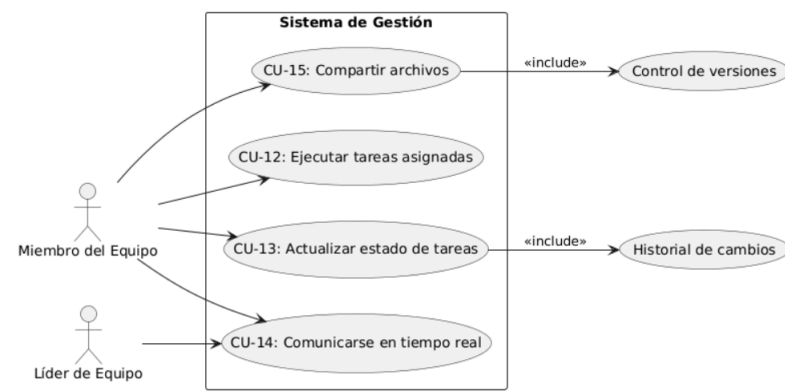 Sistema de Gestión
CU-15: Compartir archivos
«include»
Control de versiones
CU-12: Ejecutar tareas asignadas
Miembro del Equipo
CU-13: Actualizar estado de tareas
«include»
Historial de cambios
CU-14: Comunicarse en tiempo real
Líder de Equipo